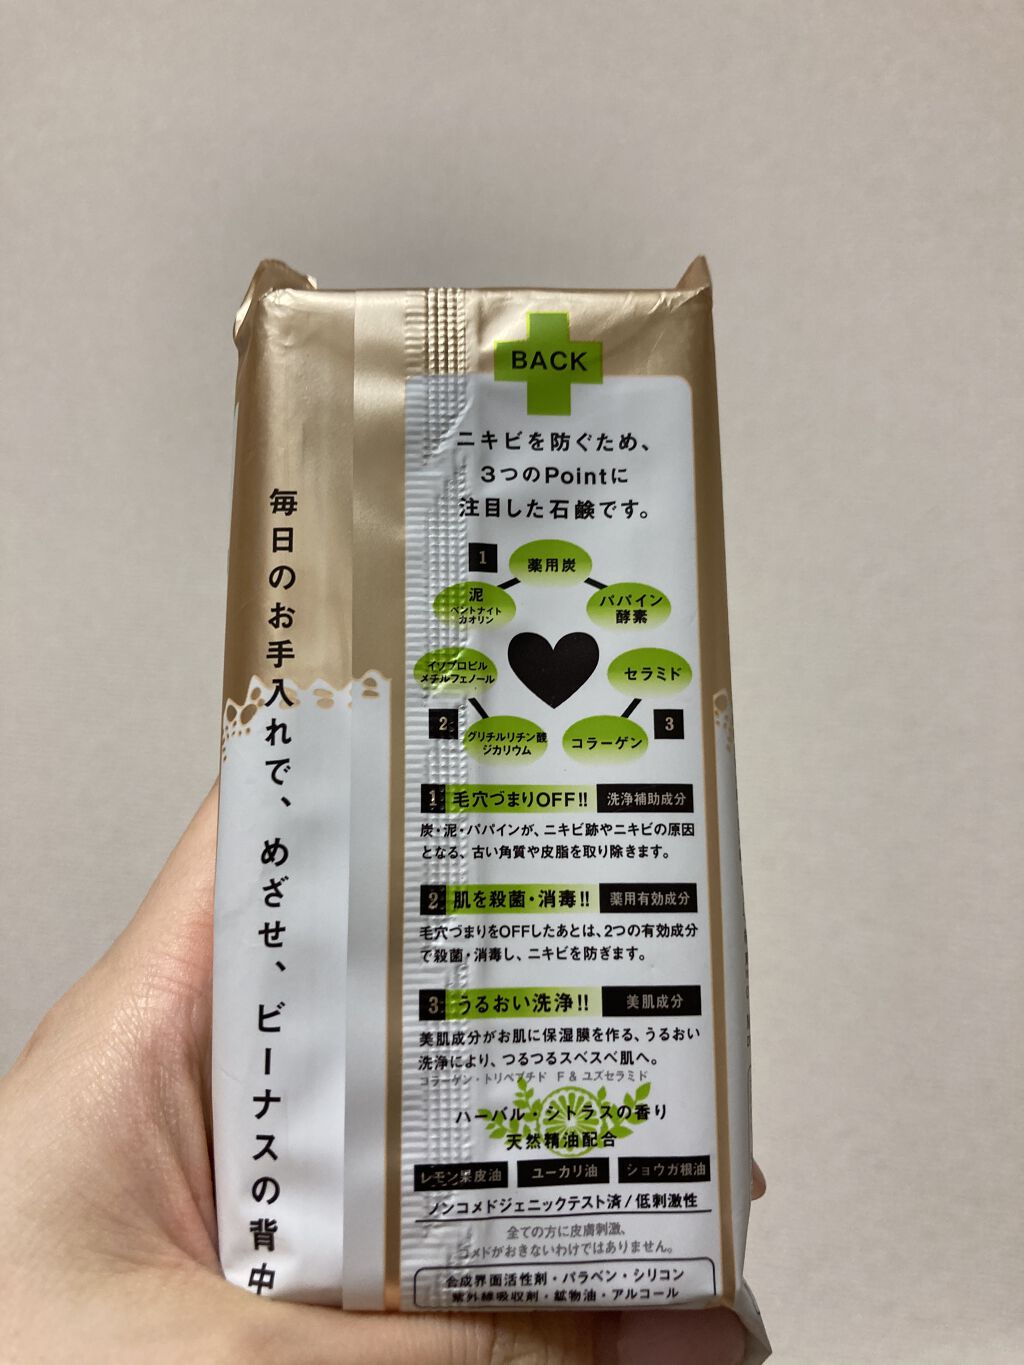 BACK
ニキビを防ぐため、
3つのPointに
注目した石鹸です。
1
薬用炭
泥
ベントナイト
カオリン
パパイン
酵素
イソプロピル
メチルフェノール
セラミド
2
グリチルリチン酸
ジカリウム
コラーゲン
3
1 毛穴づまりOFF!! 洗浄補助成分
炭・泥・パパインが、ニキビ跡やニキビの原因
となる、古い角質や皮脂を取り除きます。
2 肌を殺菌・消毒!! 薬用有効成分
毛穴づまりをOFFしたあとは、2つの有効成分
で殺菌・消毒し、ニキビを防ぎます。
3 うるおい洗浄!! 美肌成分
美肌成分がお肌に保湿膜を作る、うるおい
洗浄により、つるつるスベスベ肌へ。
コラーゲン・トリペプチド F & ユズセラミド
ハーバル・シトラスの香り
天然精油配合
レモン果皮油 ユーカリ油 ショウガ根油
ノンコメドジェニックテスト済/低刺激性
全ての方に皮膚刺激、
コメドがおきないわけではありません。
合成界面活性剤・パラベン・シリコン
紫外線吸収剤・鉱物油・アルコール
毎日のお手入れで、めざせ、ビーナスの背中